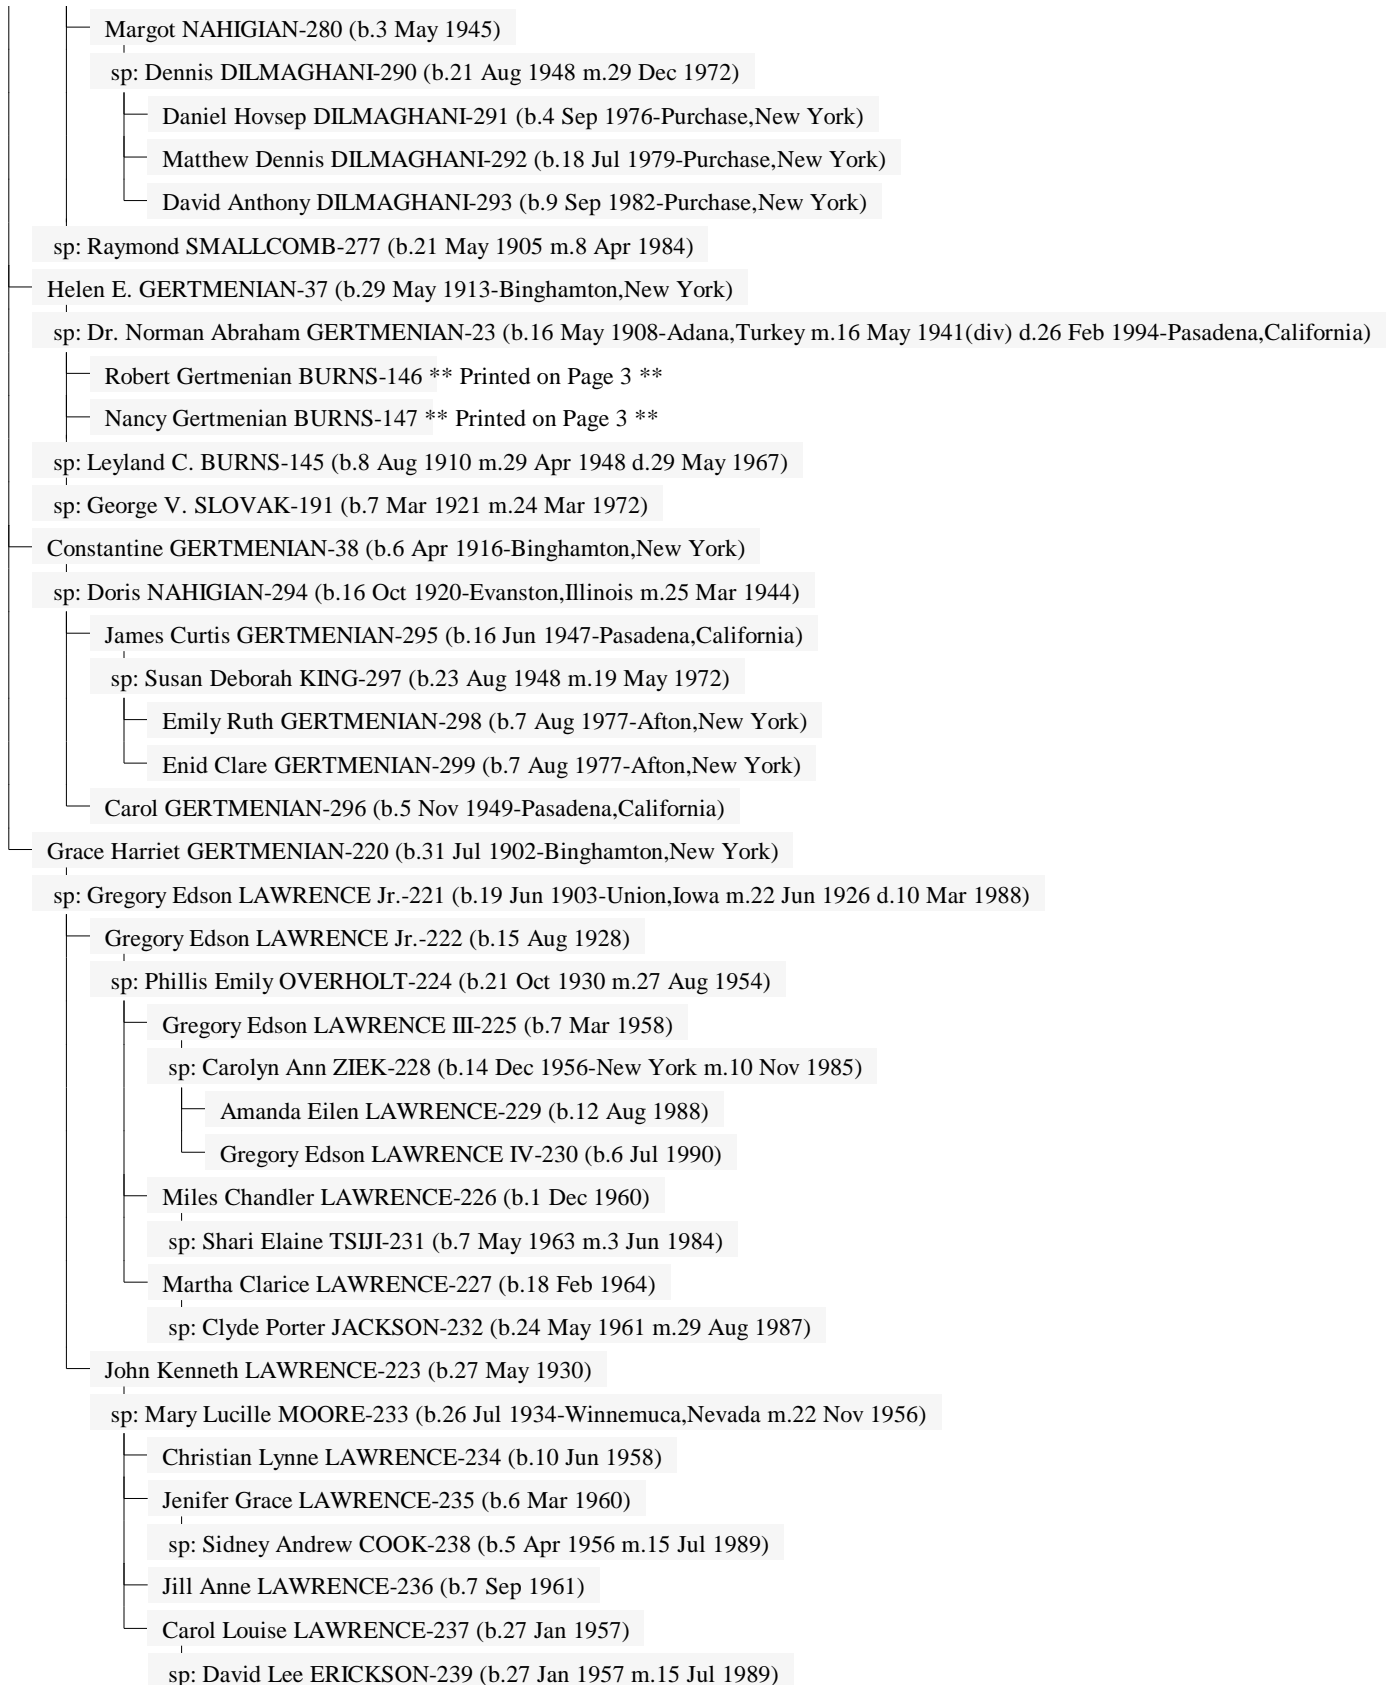 Margot NAHIGIAN-280 (b.3 May 1945)
sp: Dennis DILMAGHANI-290 (b.21 Aug 1948 m.29 Dec 1972)
Daniel Hovsep DILMAGHANI-291 (b.4 Sep 1976-Purchase,New York)
Matthew Dennis DILMAGHANI-292 (b.18 Jul 1979-Purchase,New York)
David Anthony DILMAGHANI-293 (b.9 Sep 1982-Purchase,New York)
sp: Raymond SMALLCOMB-277 (b.21 May 1905 m.8 Apr 1984)
Helen E. GERTMENIAN-37 (b.29 May 1913-Binghamton,New York)
sp: Dr. Norman Abraham GERTMENIAN-23 (b.16 May 1908-Adana,Turkey m.16 May 1941(div) d.26 Feb 1994-Pasadena,California)
Robert Gertmenian BURNS-146 ** Printed on Page 3 **
Nancy Gertmenian BURNS-147 ** Printed on Page 3 **
sp: Leyland C. BURNS-145 (b.8 Aug 1910 m.29 Apr 1948 d.29 May 1967)
sp: George V. SLOVAK-191 (b.7 Mar 1921 m.24 Mar 1972)
Constantine GERTMENIAN-38 (b.6 Apr 1916-Binghamton,New York)
sp: Doris NAHIGIAN-294 (b.16 Oct 1920-Evanston,Illinois m.25 Mar 1944)
James Curtis GERTMENIAN-295 (b.16 Jun 1947-Pasadena,California)
sp: Susan Deborah KING-297 (b.23 Aug 1948 m.19 May 1972)
Emily Ruth GERTMENIAN-298 (b.7 Aug 1977-Afton,New York)
Enid Clare GERTMENIAN-299 (b.7 Aug 1977-Afton,New York)
Carol GERTMENIAN-296 (b.5 Nov 1949-Pasadena,California)
Grace Harriet GERTMENIAN-220 (b.31 Jul 1902-Binghamton,New York)
sp: Gregory Edson LAWRENCE Jr.-221 (b.19 Jun 1903-Union,Iowa m.22 Jun 1926 d.10 Mar 1988)
Gregory Edson LAWRENCE Jr.-222 (b.15 Aug 1928)
sp: Phillis Emily OVERHOLT-224 (b.21 Oct 1930 m.27 Aug 1954)
Gregory Edson LAWRENCE III-225 (b.7 Mar 1958)
sp: Carolyn Ann ZIEK-228 (b.14 Dec 1956-New York m.10 Nov 1985)
Amanda Eilen LAWRENCE-229 (b.12 Aug 1988)
Gregory Edson LAWRENCE IV-230 (b.6 Jul 1990)
Miles Chandler LAWRENCE-226 (b.1 Dec 1960)
sp: Shari Elaine TSIJI-231 (b.7 May 1963 m.3 Jun 1984)
Martha Clarice LAWRENCE-227 (b.18 Feb 1964)
sp: Clyde Porter JACKSON-232 (b.24 May 1961 m.29 Aug 1987)
John Kenneth LAWRENCE-223 (b.27 May 1930)
sp: Mary Lucille MOORE-233 (b.26 Jul 1934-Winnemuca,Nevada m.22 Nov 1956)
Christian Lynne LAWRENCE-234 (b.10 Jun 1958)
Jenifer Grace LAWRENCE-235 (b.6 Mar 1960)
sp: Sidney Andrew COOK-238 (b.5 Apr 1956 m.15 Jul 1989)
Jill Anne LAWRENCE-236 (b.7 Sep 1961)
Carol Louise LAWRENCE-237 (b.27 Jan 1957)
sp: David Lee ERICKSON-239 (b.27 Jan 1957 m.15 Jul 1989)